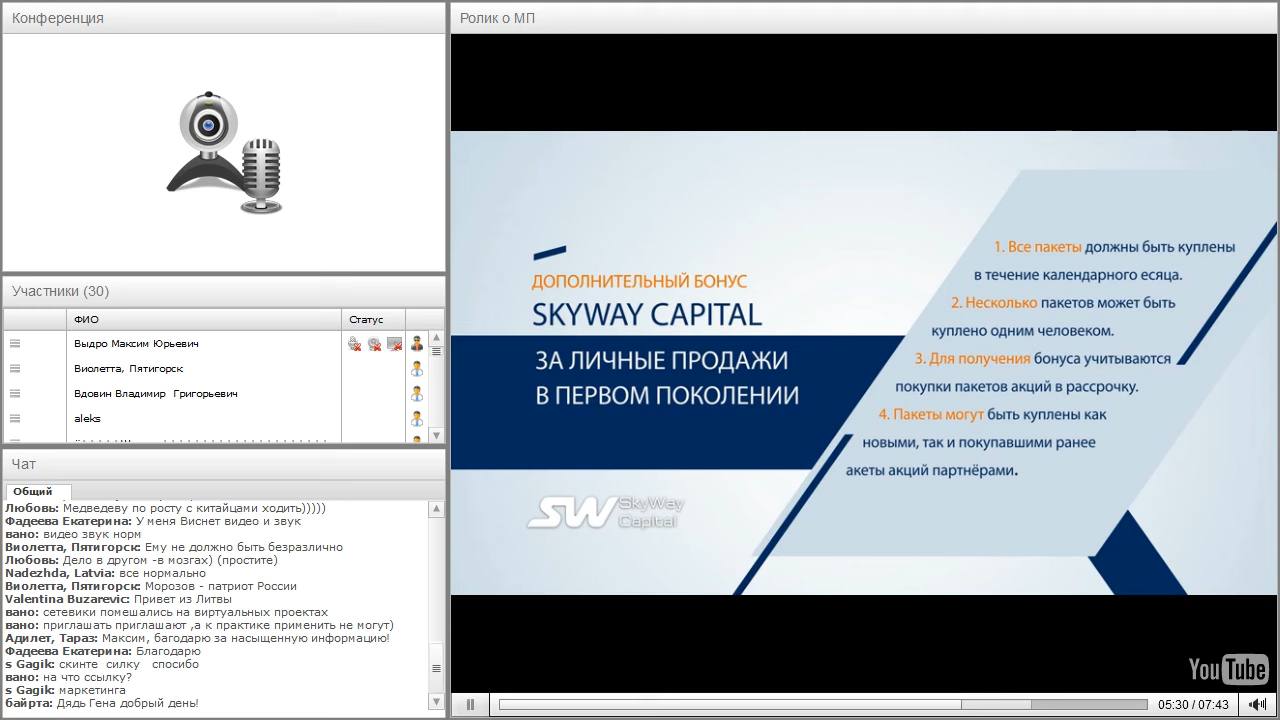 Конференция
Участники (30)
ФИО
Статус
Выдро Максим Юрьевич
Виолетта, Пятигорск
Вдовин Владимир Григорьевич
aleks
Чат
Общий
Любовь: Медведеву по росту с китайцами ходить)))))
Фадеева Екатерина: У меня Виснет видео и звук
вано: видео звук норм
Виолетта, Пятигорск: Ему не должно быть безразлично
Любовь: Дело в другом -в мозгах) (простите)
Nadezhda, Latvia: все нормально
Виолетта, Пятигорск: Морозов - патриот России
Valentina Buzarevic: Привет из Литвы
вано: сетевики помешались на виртуальных проектах
вано: приглашать приглашают ,а к практике применить не могут)
Адилет, Тараз: Максим, багодарю за насыщенную информацию!
Фадеева Екатерина: Благодарю
s Gagik: скинте силку спосибо
вано: на что ссылку?
s Gagik: маркетинга
байрта: Дядь Гена добрый день!
Ролик о МП
ДОПОЛНИТЕЛЬНЫЙ БОНУС
SKYWAY CAPITAL
ЗА ЛИЧНЫЕ ПРОДАЖИ
В ПЕРВОМ ПОКОЛЕНИИ
SW SkyWay
Capital
1. Все пакеты должны быть куплены
в течение календарного есяца.
2. Несколько пакетов может быть
куплено одним человеком.
3. Для получения бонуса учитываются
покупки пакетов акций в рассрочку.
4. Пакеты могут быть куплены как
новыми, так и покупавшими ранее
акеты акций партнёрами.
YouTube
05:30 / 07:43